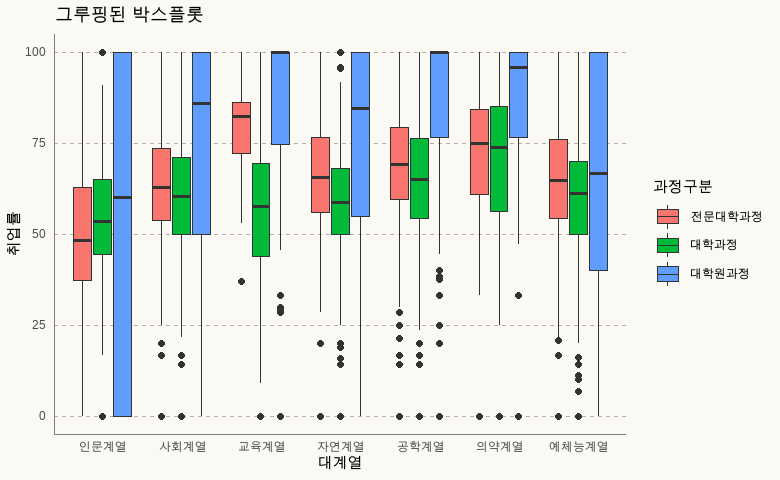 그루핑된 박스플롯
100
75
50
25
0
취업률
인문계열 사회계열 교육계열 자연계열 공학계열 의약계열 예체능계열
대계열
과정구분
전문대학과정
대학과정
대학원과정